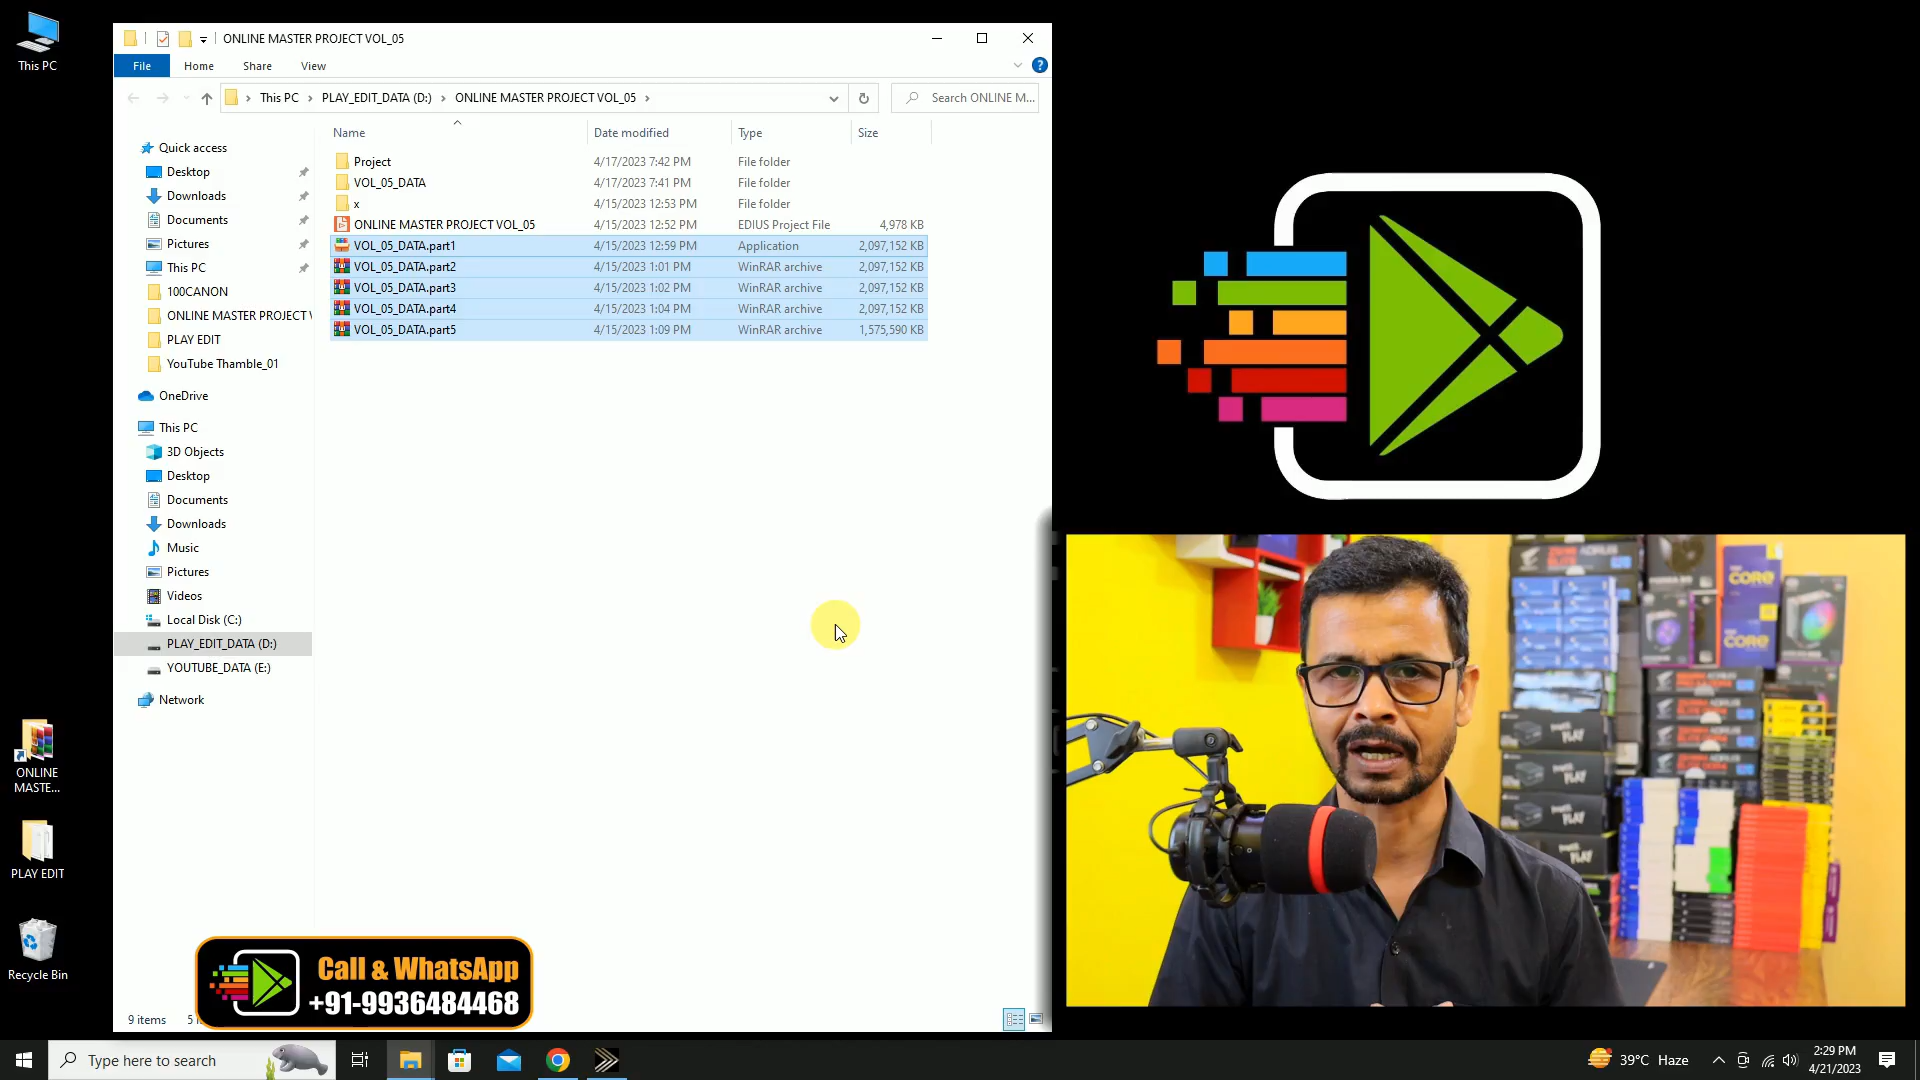 This PC
ONLINE MASTER PROJECT VOL_05
File Home Share View
This PC PLAY_EDIT_DATA (D:) ONLINE MASTER PROJECT VOL_05
Search ONLINE M...
Name Date modified Type Size
Project 4/17/2023 7:42 PM File folder
VOL_05_DATA 4/17/2023 7:41 PM File folder
x 4/15/2023 12:53 PM File folder
ONLINE MASTER PROJECT VOL_05 4/15/2023 12:52 PM EDIUS Project File 4,978 KB
VOL_05_DATA.part1 4/15/2023 12:59 PM Application 2,097,152 KB
VOL_05_DATA.part2 4/15/2023 1:01 PM WinRAR archive 2,097,152 KB
VOL_05_DATA.part3 4/15/2023 1:02 PM WinRAR archive 2,097,152 KB
VOL_05_DATA.part4 4/15/2023 1:04 PM WinRAR archive 2,097,152 KB
VOL_05_DATA.part5 4/15/2023 1:09 PM WinRAR archive 1,575,590 KB
Quick access
Desktop
Downloads
Documents
Pictures
This PC
100CANON
ONLINE MASTER PROJECT
PLAY EDIT
YouTube Thamble_01
OneDrive
This PC
3D Objects
Desktop
Documents
Downloads
Music
Pictures
Videos
Local Disk (C:)
PLAY_EDIT_DATA (D:)
YOUTUBE_DATA (E:)
Network
ONLINE
MASTE...
PLAY EDIT
Recycle Bin
Call & WhatsApp
+91-9936484468
9 items 5
CORE
CORE
Type here to search
39°C Haze
2:29 PM
4/21/2023